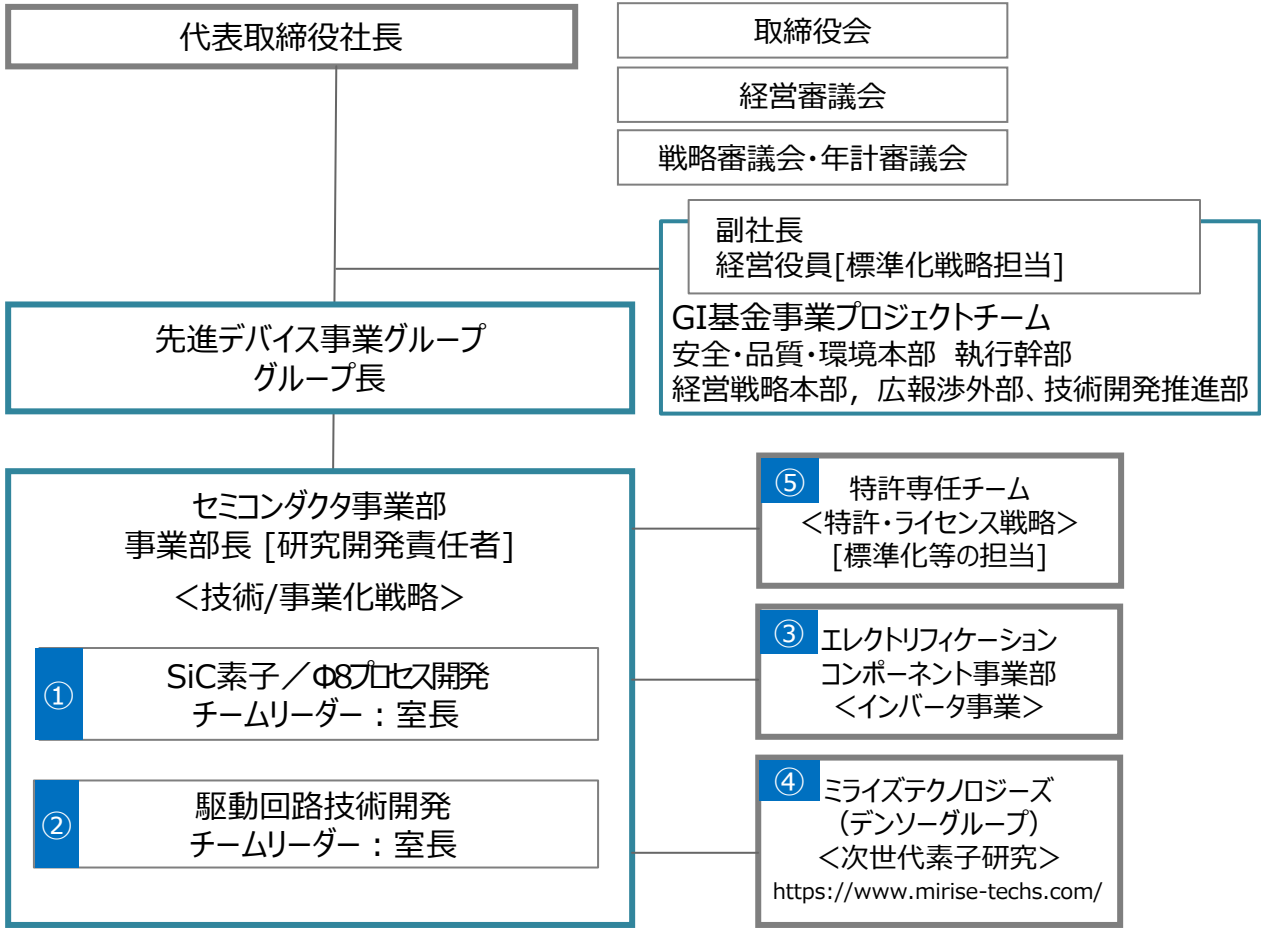 代表取締役社長
取締役会
経営審議会
戦略審議会・年計審議会
副社長
経営役員[標準化戦略担当]
GI基金事業プロジェクトチーム
安全・品質・環境本部 執行幹部
経営戦略本部, 広報渉外部、技術開発推進部
先進デバイス事業グループ
グループ長
セミコンダクタ事業部
事業部長 [研究開発責任者]
＜技術/事業化戦略＞
①
SiC素子／Φ8プロセス開発
チームリーダー：室長
②
駆動回路技術開発
チームリーダー：室長
⑤
特許専任チーム
＜特許・ライセンス戦略＞
[標準化等の担当]
③
エレクトリフィケーション
コンポーネント事業部
＜インバータ事業＞
④
ミライズテクノロジーズ
（デンソーグループ）
＜次世代素子研究＞
https://www.mirise-techs.com/